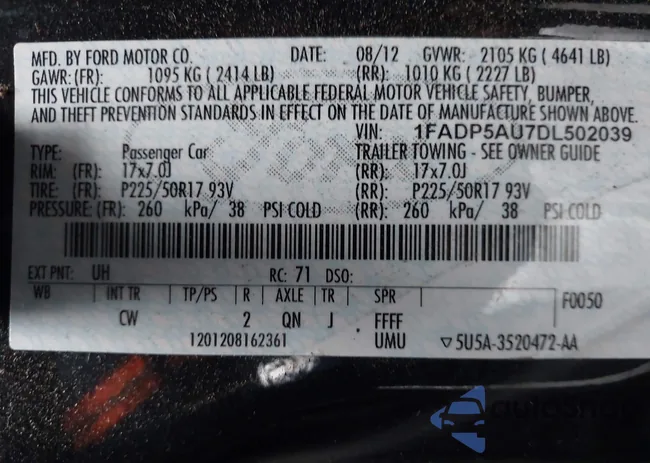 MFD. BY FORD MOTOR CO. DATE: 08/12 GVWR: 2105 KG ( 4641 LB)
GAWR: (FR): 1095 KG ( 2414 LB) (RR): 1010 KG ( 2227 LB)
THIS VEHICLE CONFORMS TO ALL APPLICABLE FEDERAL MOTOR VEHICLE SAFETY, BUMPER,
AND THEFT PREVENTION STANDARDS IN EFFECT ON THE DATE OF MANUFACTURE SHOWN ABOVE.
VIN: 1FADP5AU7DL502039
TYPE: Passenger Car TRAILER TOWING - SEE OWNER GUIDE
RIM: (FR): 17x7.0J (RR): 17x7.0J
TIRE: (FR): P225/50R17 93V (RR): P225/50R17 93V
PRESSURE: (FR): 260 kPa/ 38 PSI COLD (RR): 260 kPa/ 38 PSI COLD
EXT PNT: UH RC: 71 DSO:
WB INT TR TP/PS R AXLE TR SPR F0050
CW 2 QN J . FFFF
1201208162361 UMU ▽5U5A-3520472-AA